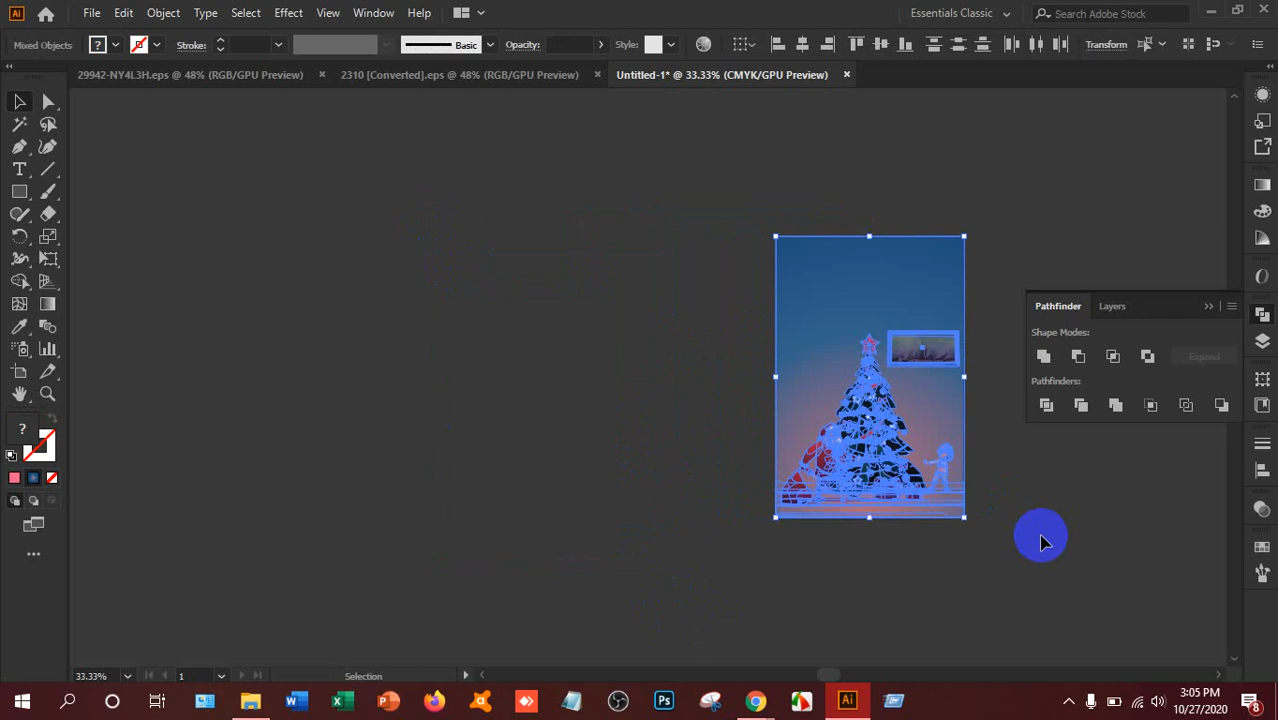 Ai File Edit Object Type Select Effect View Window Help Essentials Classic Search Adobe Stock
Mixed Objects ? Stroke: Basic Opacity: Style: Transform
29942-NY4L3H.eps @ 48% (RGB/GPU Preview) × 2310 [Converted].eps @ 48% (RGB/GPU Preview) × Untitled-1* @ 33.33% (CMYK/GPU Preview) ×
Pathfinder Layers
Shape Modes:
Expand
Pathfinders:
?
33.33% 1 Selection
Ps Ai
3:05 PM
10/27/2020
8